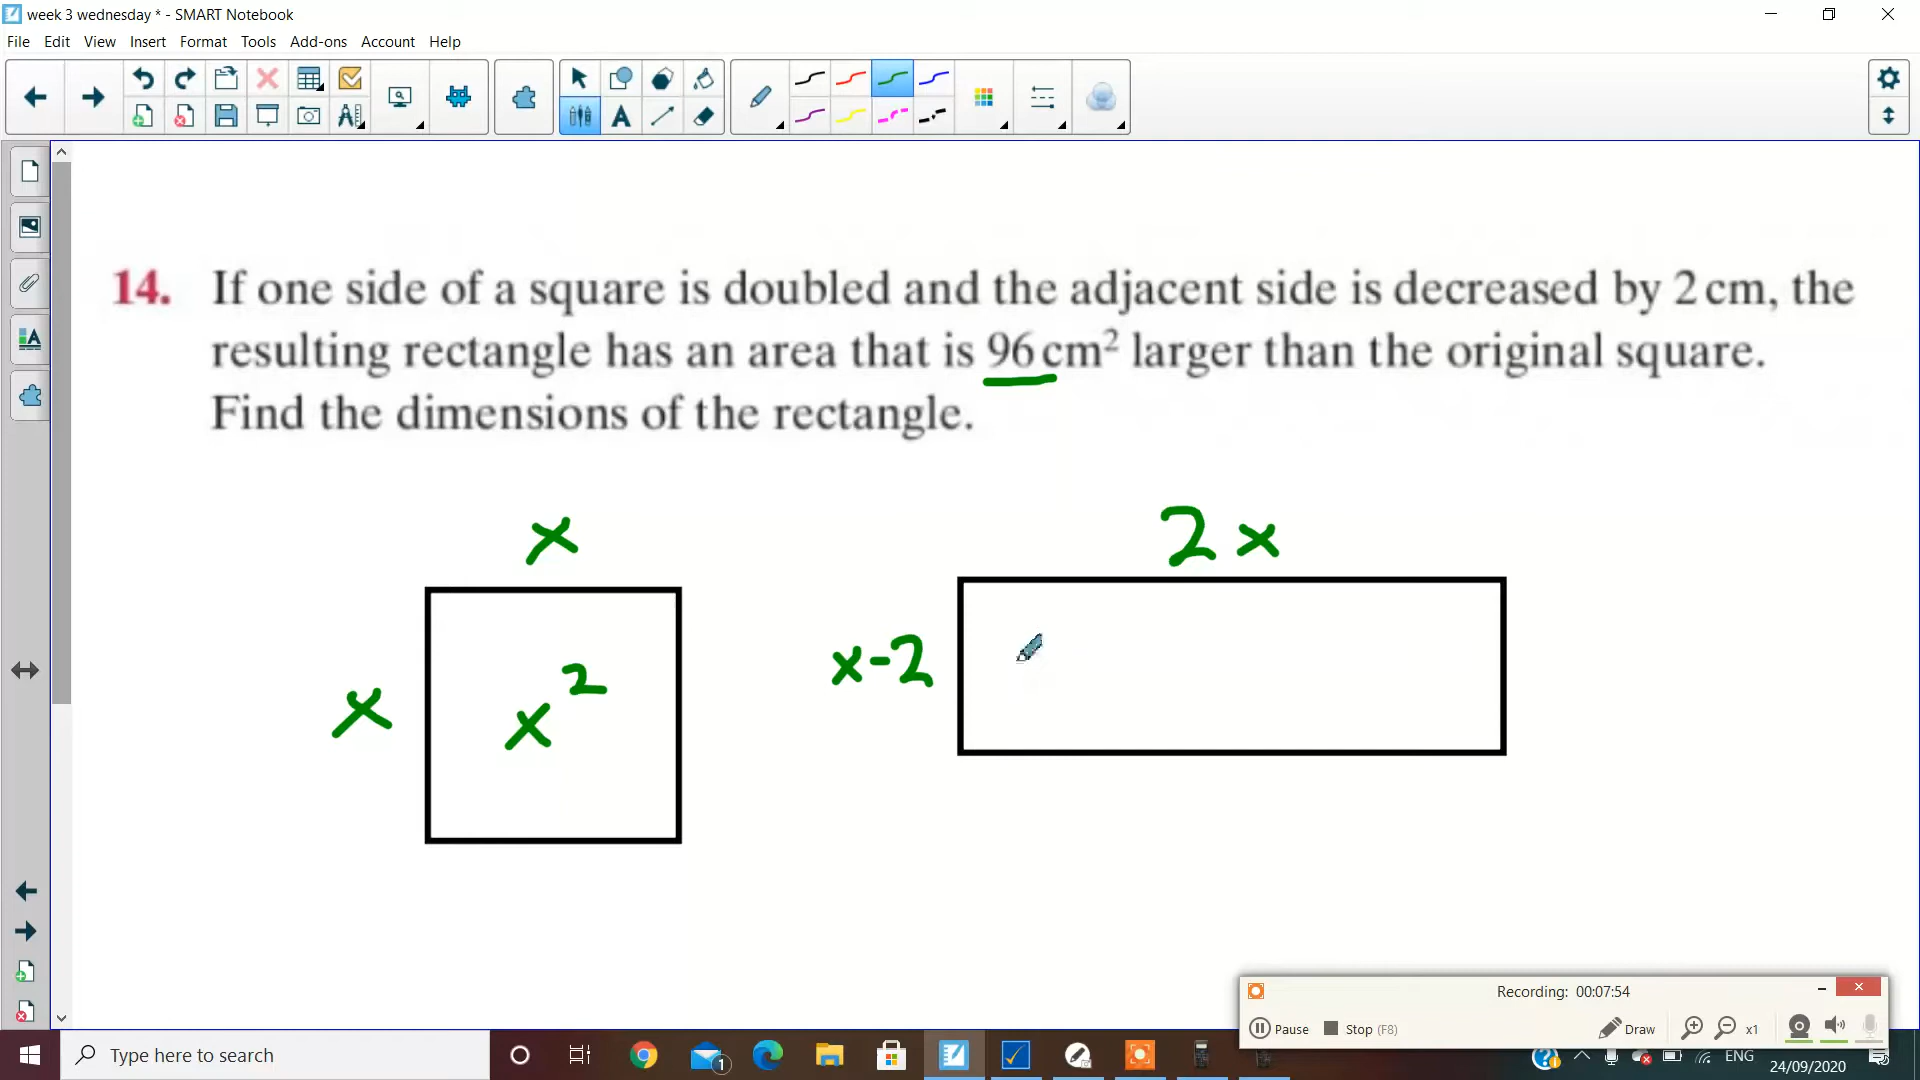 week 3 wednesday * - SMART Notebook
File Edit View Insert Format Tools Add-ons Account Help
14. If one side of a square is doubled and the adjacent side is decreased by 2 cm, the
resulting rectangle has an area that is 96 cm² larger than the original square.
Find the dimensions of the rectangle.
x
2x
x
x²
x-2
Recording: 00:07:54
Pause Stop (F8) Draw x1
Type here to search
1
ENG
24/09/2020